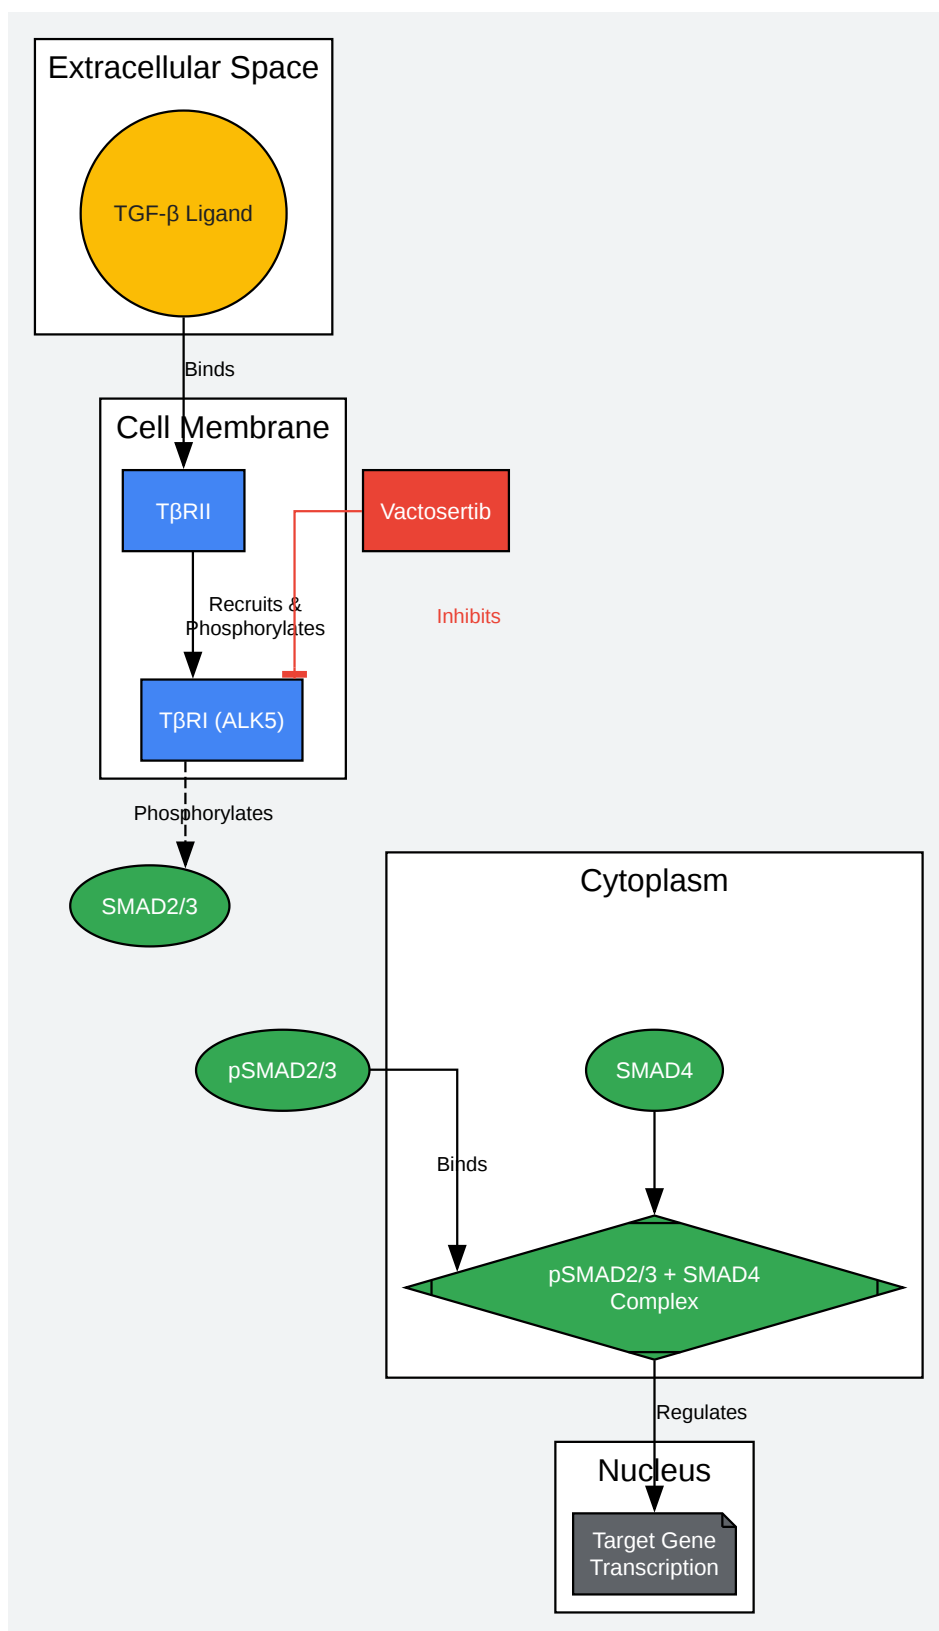 Extracellular Space
TGF-β Ligand
Binds
Cell Membrane
TβRII
Vactosertib
Recruits &
Phosphorylates
Inhibits
TβRI (ALK5)
Phosphorylates
Cytoplasm
SMAD2/3
pSMAD2/3
SMAD4
Binds
pSMAD2/3 + SMAD4
Complex
Regulates
Nucleus
Target Gene
Transcription